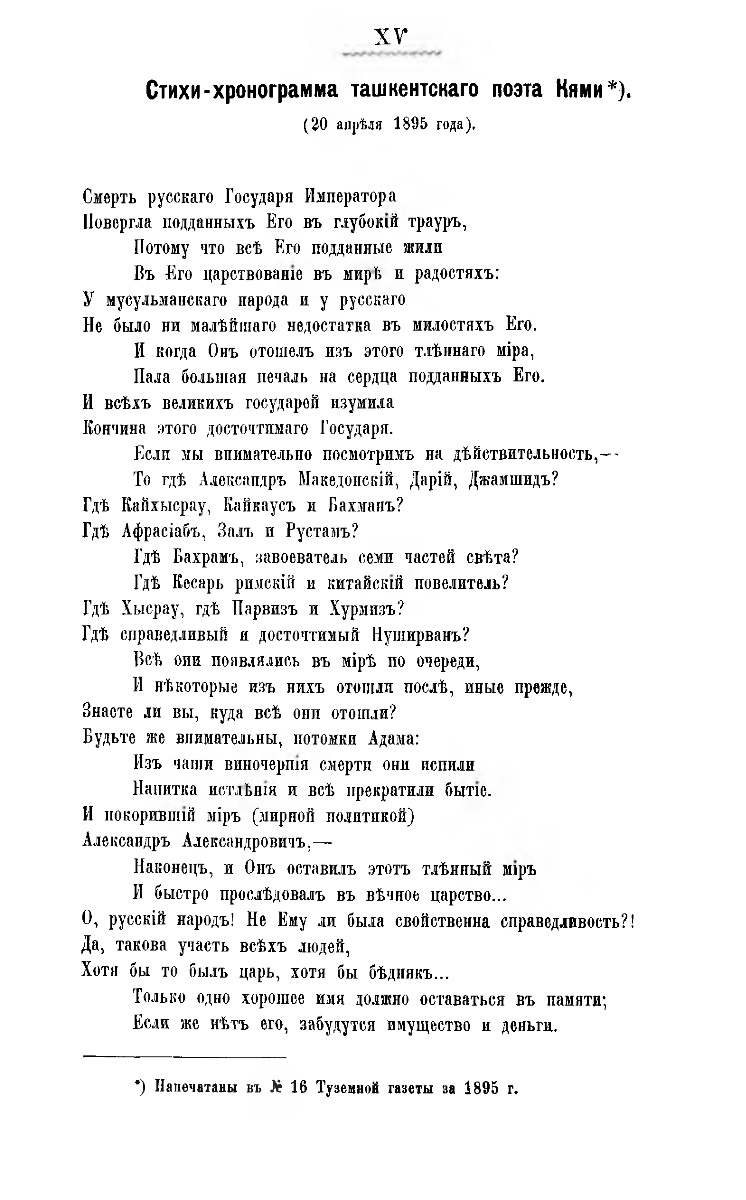 XV
Стихи-хронограмма ташкентскаго поэта Кями*).
(20 апрѣля 1895 года).
Смерть русскаго Государя Императора
Повергла подданныхъ Его въ глубокій трауръ,
Потому что всѣ Его подданные жили
Въ Его царствованіе въ мирѣ и радостяхъ:
У мусульманскаго народа и у русскаго
Не было ни малѣйшаго недостатка въ милостяхъ Его.
И когда Онъ отошелъ изъ этого тлѣннаго міра,
Пала большая печаль на сердца подданныхъ Его.
И всѣхъ великихъ государей изумила
Кончина этого досточтимаго Государя.
Если мы внимательно посмотримъ на дѣйствительность,—
То гдѣ Александръ Македонскій, Дарій, Джамшидъ?
Гдѣ Кайхысрау, Кайкаусъ и Бахманъ?
Гдѣ Афрасіабъ, Залъ и Рустамъ?
Гдѣ Бахрамъ, завоеватель семи частей свѣта?
Гдѣ Кесарь римскій и китайскій повелитель?
Гдѣ Хысрау, гдѣ Парвизъ и Хурмизъ?
Гдѣ справедливый и досточтимый Нуширванъ?
Всѣ они появлялись въ мірѣ по очереди,
И нѣкоторые изъ нихъ отошли послѣ, иные прежде,
Знаете ли вы, куда всѣ они отошли?
Будьте же внимательны, потомки Адама:
Изъ чаши виночерпія смерти они испили
Напитка истлѣнія и всѣ прекратили бытіе.
И покорившій міръ (мирной политикой)
Александръ Александровичъ,—
Наконецъ, и Онъ оставилъ этотъ тлѣнный міръ
И быстро прослѣдовалъ въ вѣчное царство...
О, русскій народъ! Не Ему ли была свойственна справедливость?!
Да, такова участь всѣхъ людей,
Хотя бы то былъ царь, хотя бы бѣднякъ...
Только одно хорошее имя должно оставаться въ памяти;
Если же нѣтъ его, забудутся имущество и деньги.
*) Напечатаны въ № 16 Туземной газеты за 1895 г.